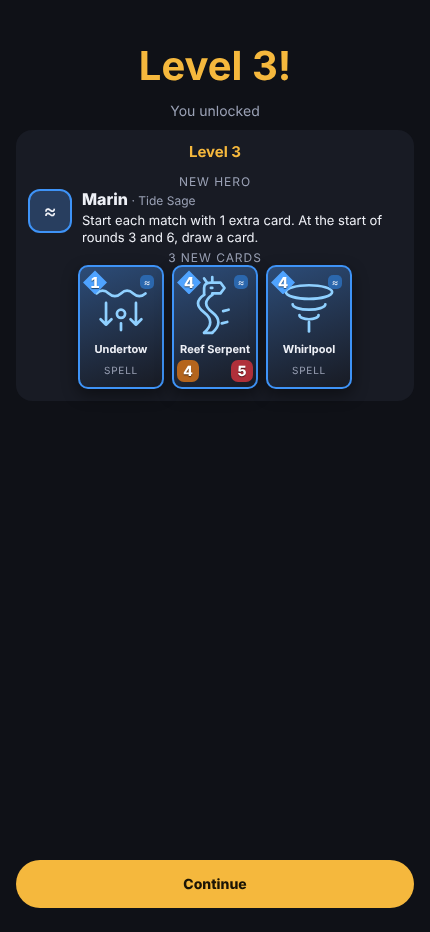 Level 3!
You unlocked
Level 3
NEW HERO
≈
Marin · Tide Sage
Start each match with 1 extra card. At the start of
rounds 3 and 6, draw a card.
3 NEW CARDS
1 ≈
Undertow
SPELL
4 ≈
Reef Serpent
4 5
4 ≈
Whirlpool
SPELL
Continue